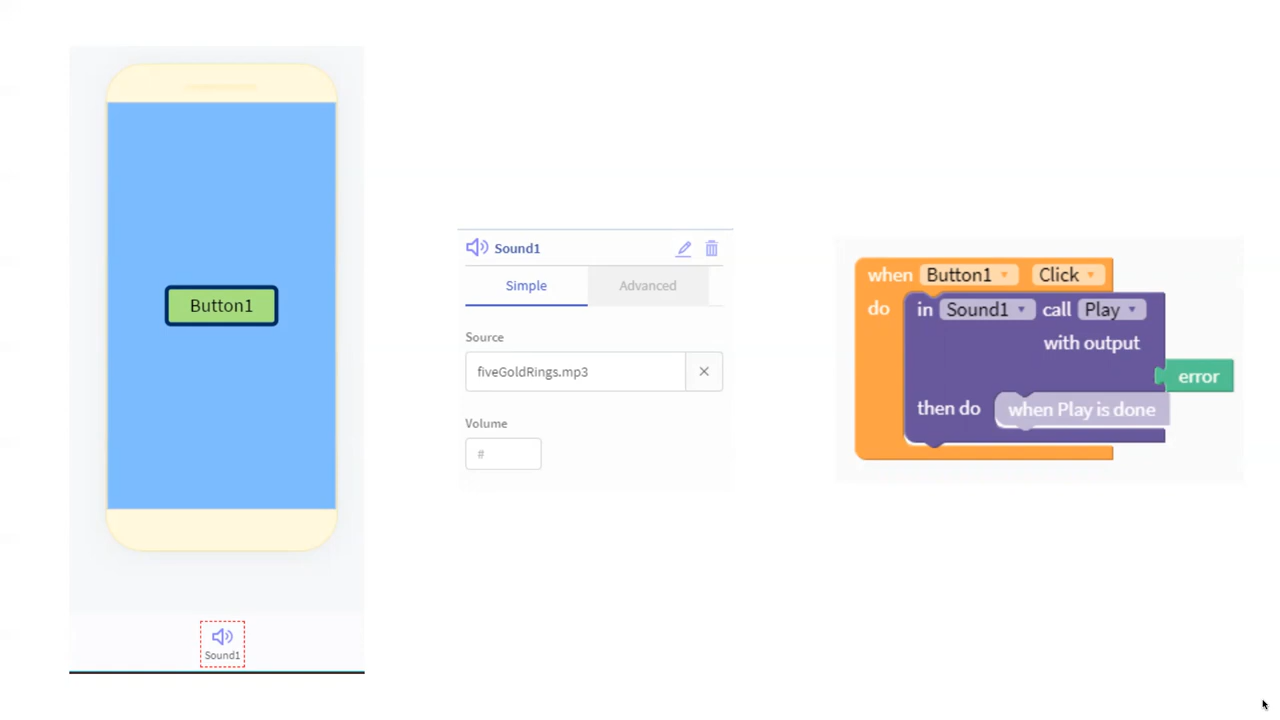 Button1
Sound1
Sound1
Simple Advanced
Source
fiveGoldRings.mp3
Volume
#
when Button1 Click
do in Sound1 call Play
with output
error
then do when Play is done